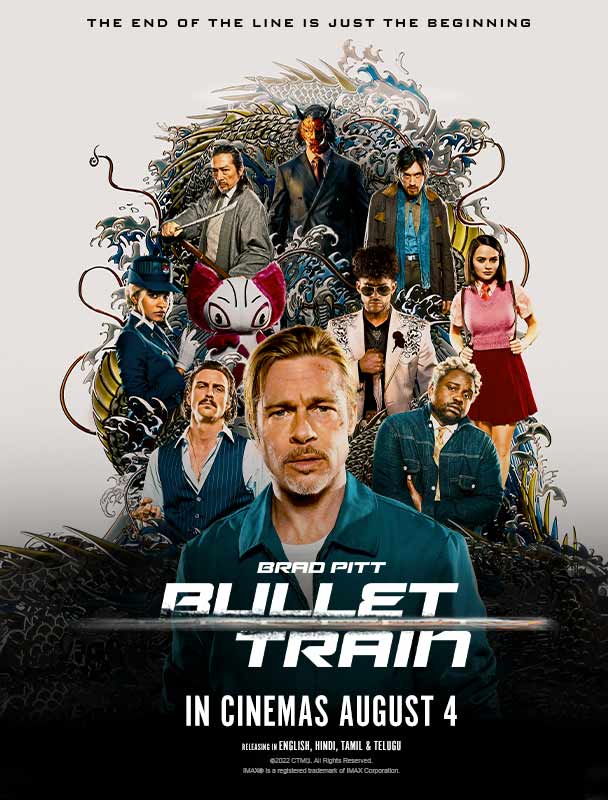 THE END OF THE LINE IS JUST THE BEGINNING
BRAD PITT
BULLET
TRAIN
IN CINEMAS AUGUST 4
RELEASING IN ENGLISH, HINDI, TAMIL & TELUGU
©2022 CTMG. All Rights Reserved.
IMAX® is a registered trademark of IMAX Corporation.